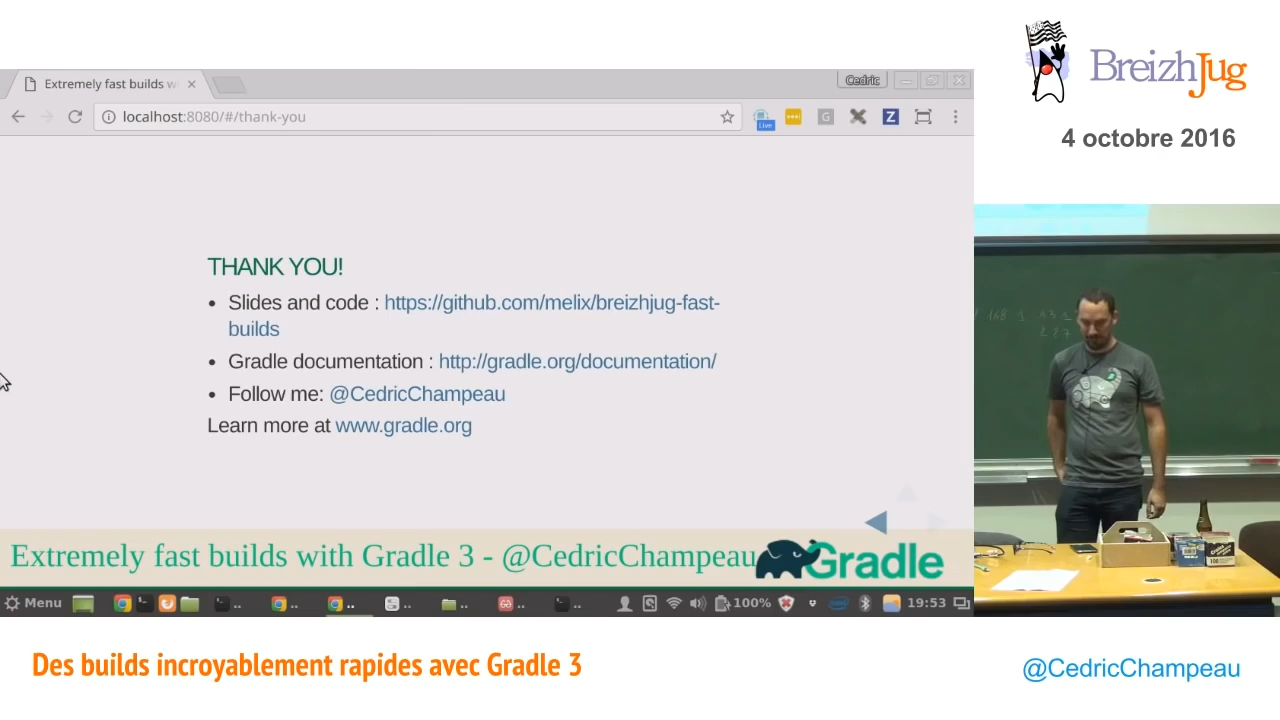 BreizhJug
4 octobre 2016
Extremely fast builds wi
Cedric
localhost:8080/#/thank-you
Live
G
Z
THANK YOU!
• Slides and code : https://github.com/melix/breizhjug-fast-
builds
• Gradle documentation : http://gradle.org/documentation/
• Follow me: @CedricChampeau
Learn more at www.gradle.org
Extremely fast builds with Gradle 3 - @CedricChampeau
Gradle
Menu
..
..
..
..
..
..
..
100%
19:53
Des builds incroyablement rapides avec Gradle 3
@CedricChampeau